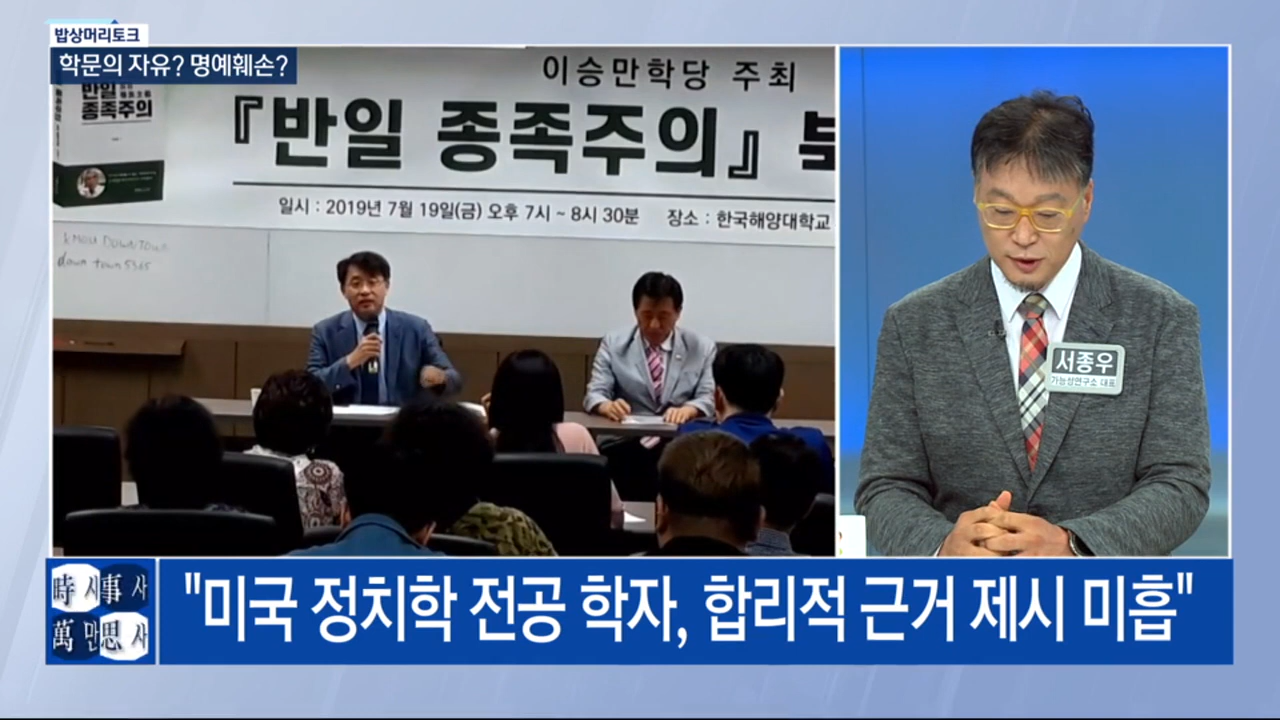 밥상머리토크
학문의 자유? 명예훼손?
이승만학당 주최
반일
종족주의
『반일 종족주의』 북
일시 : 2019년 7월 19일(금) 오후 7시 ~ 8시 30분 장소 : 한국해양대학교
KMOU DOWNTOWN
down town 5365
서종우
가능성연구소 대표
時시事사
萬만思사
"미국 정치학 전공 학자, 합리적 근거 제시 미흡"